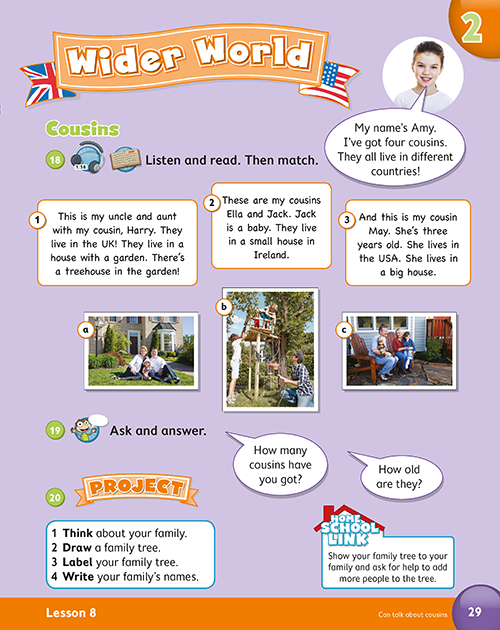 2
Wider World
My name's Amy.
I've got four cousins.
They all live in different
countries!
Cousins
18
1:58
Listen and read. Then match.
1
This is my uncle and aunt
with my cousin, Harry. They
live in the UK! They live in a
house with a garden. There's
a treehouse in the garden!
2
These are my cousins
Ella and Jack. Jack
is a baby. They live
in a small house in
Ireland.
3
And this is my cousin
May. She's three
years old. She lives in
the USA. She lives in
a big house.
a
b
c
19
Ask and answer.
How many
cousins have
you got?
How old
are they?
20
PROJECT
1 Think about your family.
2 Draw a family tree.
3 Label your family tree.
4 Write your family's names.
HOME
SCHOOL
LINK
Show your family tree to your
family and ask for help to add
more people to the tree.
Lesson 8
Can talk about cousins
29